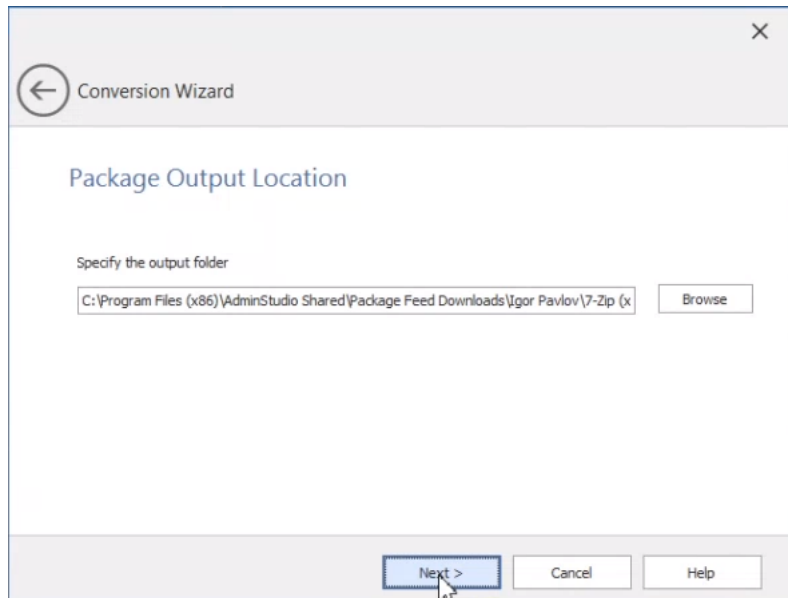 Conversion Wizard
Package Output Location
Specify the output folder
C:\Program Files (x86)\AdminStudio Shared\Package Feed Downloads\Igor Pavlov\7-Zip (x
Browse
Next >
Cancel
Help